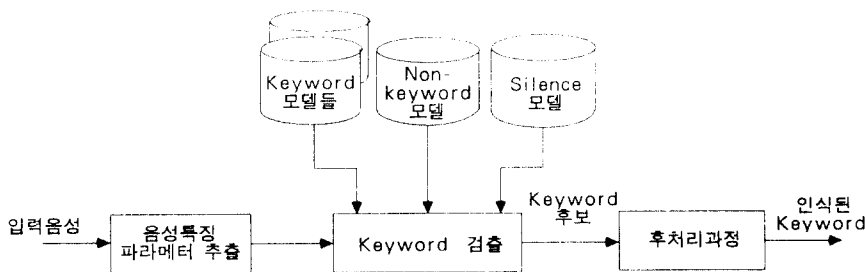 Keyword
모델들
Non-
keyword
모델
Silence
모델
입력음성
음성특징
파라메터 추출
Keyword 검출
Keyword
후보
후처리과정
인식된
Keyword